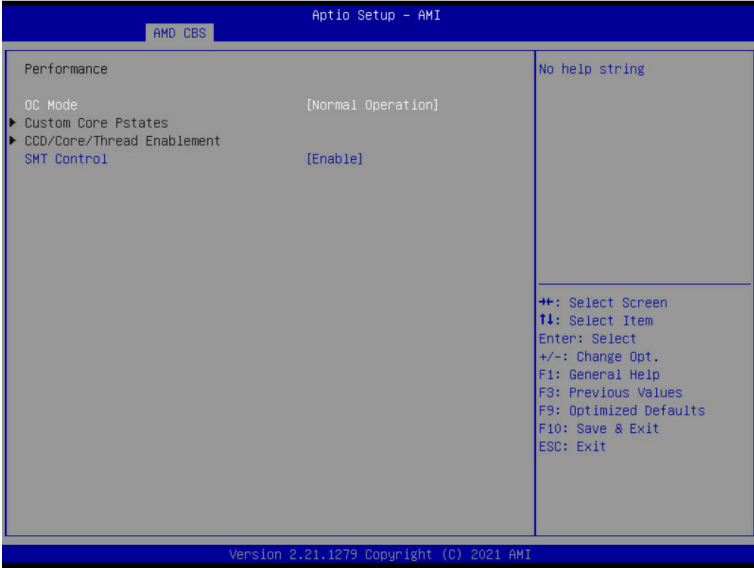 Aptio Setup - AMI
AMD CBS
Performance
OC Mode [Normal Operation]
Custom Core Pstates
CCD/Core/Thread Enablement
SMT Control [Enable]
No help string
→←: Select Screen
↑↓: Select Item
Enter: Select
+/-: Change Opt.
F1: General Help
F3: Previous Values
F9: Optimized Defaults
F10: Save & Exit
ESC: Exit
Version 2.21.1279 Copyright (C) 2021 AMI